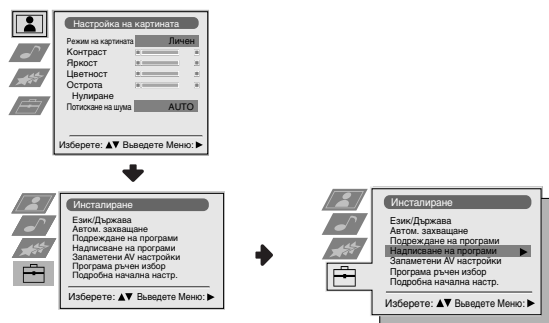 Настройка на картината
Режим на картината Личен
Контраст
Яркост
Цветност
Острота
Нулиране
Потискане на шума AUTO
Изберете: ▲▼ Въведете Меню: ▶
Инсталиране
Език/Държава
Автом. захващане
Подреждане на програми
Надписване на програми
Запаметени AV настройки
Програма ръчен избор
Подробна начална настр.
Изберете: ▲▼ Въведете Меню: ▶
Инсталиране
Език/Държава
Автом. захващане
Подреждане на програми
Надписване на програми ▶
Запаметени AV настройки
Програма ръчен избор
Подробна начална настр.
Изберете: ▲▼ Въведете Меню: ▶